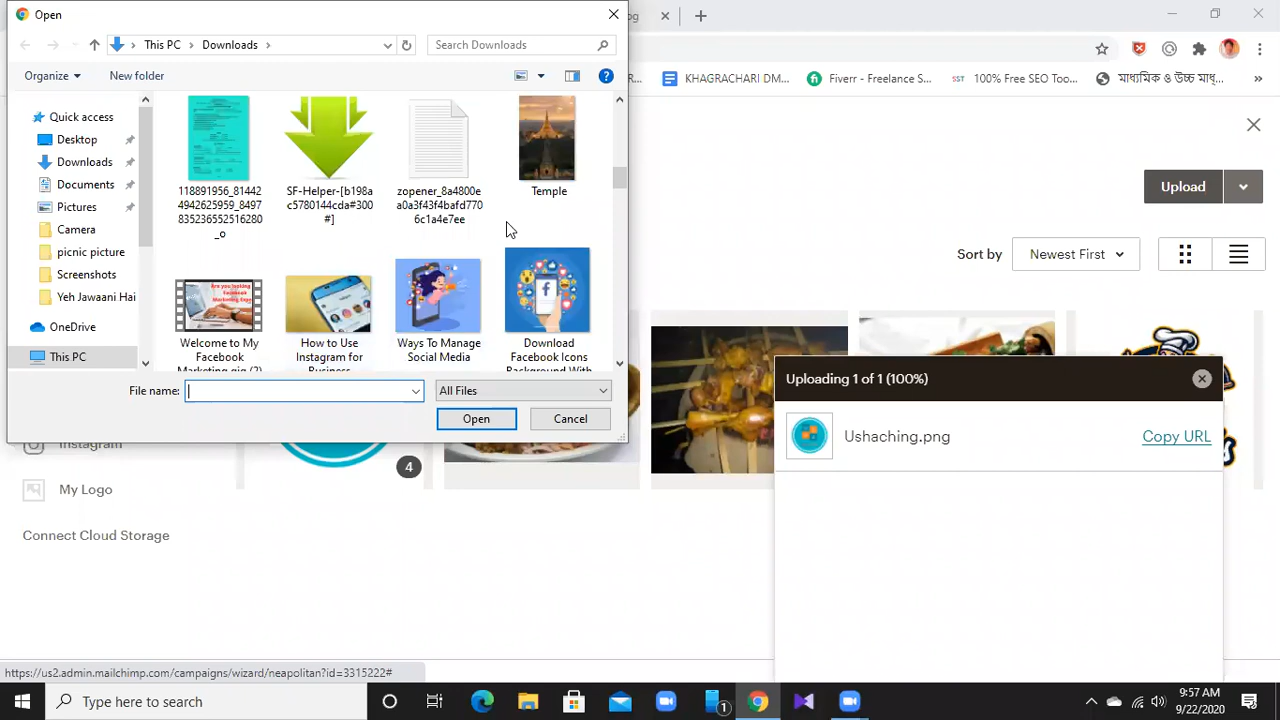 Open
og
This PC
Downloads
Search Downloads
Organize
New folder
R...
KHAGRACHARI DM...
Fiverr - Freelance S...
SST
100% Free SEO Too...
মাধ্যমিক ও উচ্চ মাধ্...
»
Quick access
Desktop
Downloads
Documents
Pictures
Camera
picnic picture
Screenshots
Yeh Jawaani Hai
OneDrive
This PC
118891956_81442
4942625959_8497
835236552516280
_o
SF-Helper-[b198a
c5780144cda#300
#]
zopener_8a4800e
a0a3f43f4bafd770
6c1a4e7ee
Temple
Welcome to My
Facebook
Marketing gig (2)
How to Use
Instagram for
Business
Ways To Manage
Social Media
Download
Facebook Icons
Background With
File name:
All Files
Open
Cancel
Upload
Sort by
Newest First
Uploading 1 of 1 (100%)
Ushaching.png
Copy URL
Instagram
4
My Logo
Connect Cloud Storage
https://us2.admin.mailchimp.com/campaigns/wizard/neapolitan?id=3315222#
Type here to search
1
9:57 AM
9/22/2020